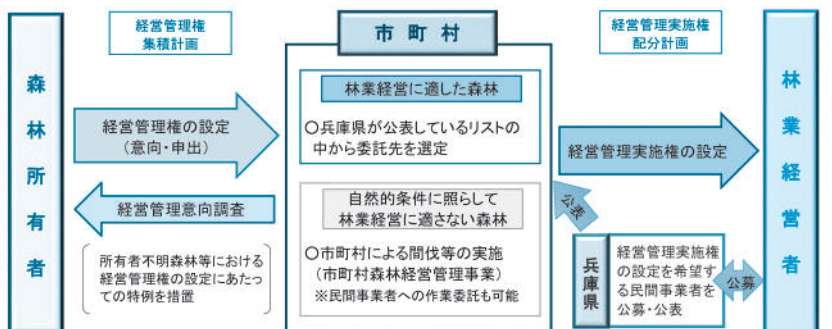 経営管理権
集積計画
市町村
経営管理実施権
配分計画
森林所有者
経営管理権の設定
（意向・申出）
経営管理意向調査
所有者不明森林等における
経営管理権の設定にあたっ
ての特例を措置
林業経営に適した森林
○兵庫県が公表しているリストの
中から委託先を選定
自然的条件に照らして
林業経営に適さない森林
○市町村による間伐等の実施
（市町村森林経営管理事業）
※民間事業者への作業委託も可能
経営管理実施権の設定
公表
兵庫県
経営管理実施権
の設定を希望す
る民間事業者を
公募・公表
公募
林業経営者